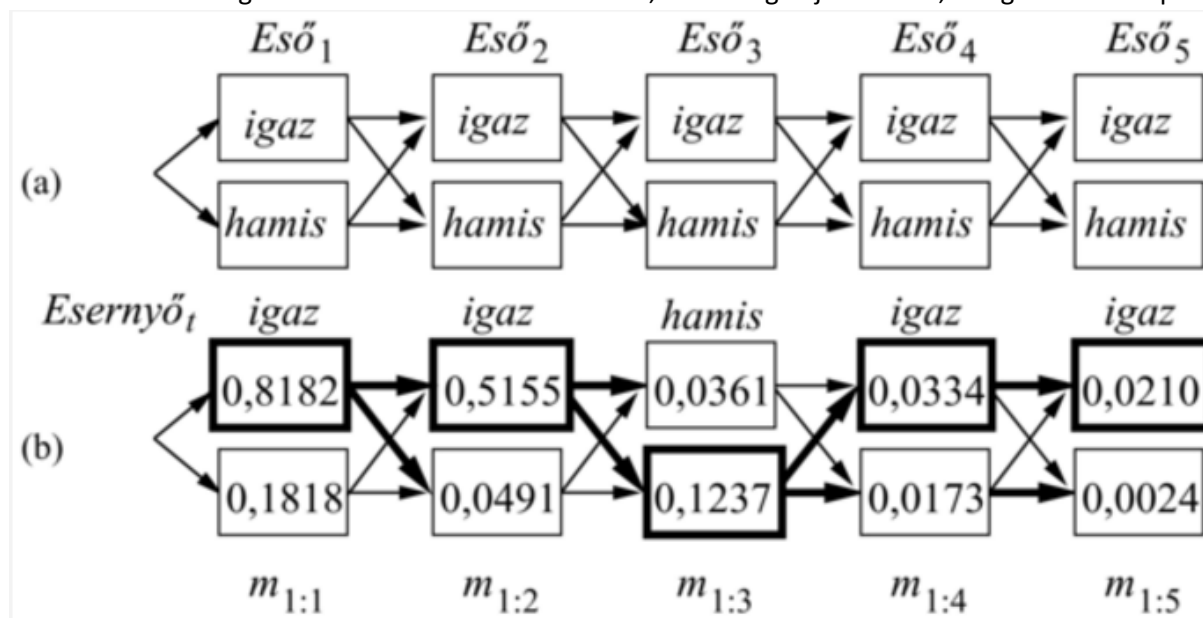 Eső₁ Eső₂ Eső₃ Eső₄ Eső₅
igaz igaz igaz igaz igaz
(a)
hamis hamis hamis hamis hamis
Esernyőₜ igaz igaz hamis igaz igaz
0,8182 0,5155 0,0361 0,0334 0,0210
(b)
0,1818 0,0491 0,1237 0,0173 0,0024
m₁:₁ m₁:₂ m₁:₃ m₁:₄ m₁:₅